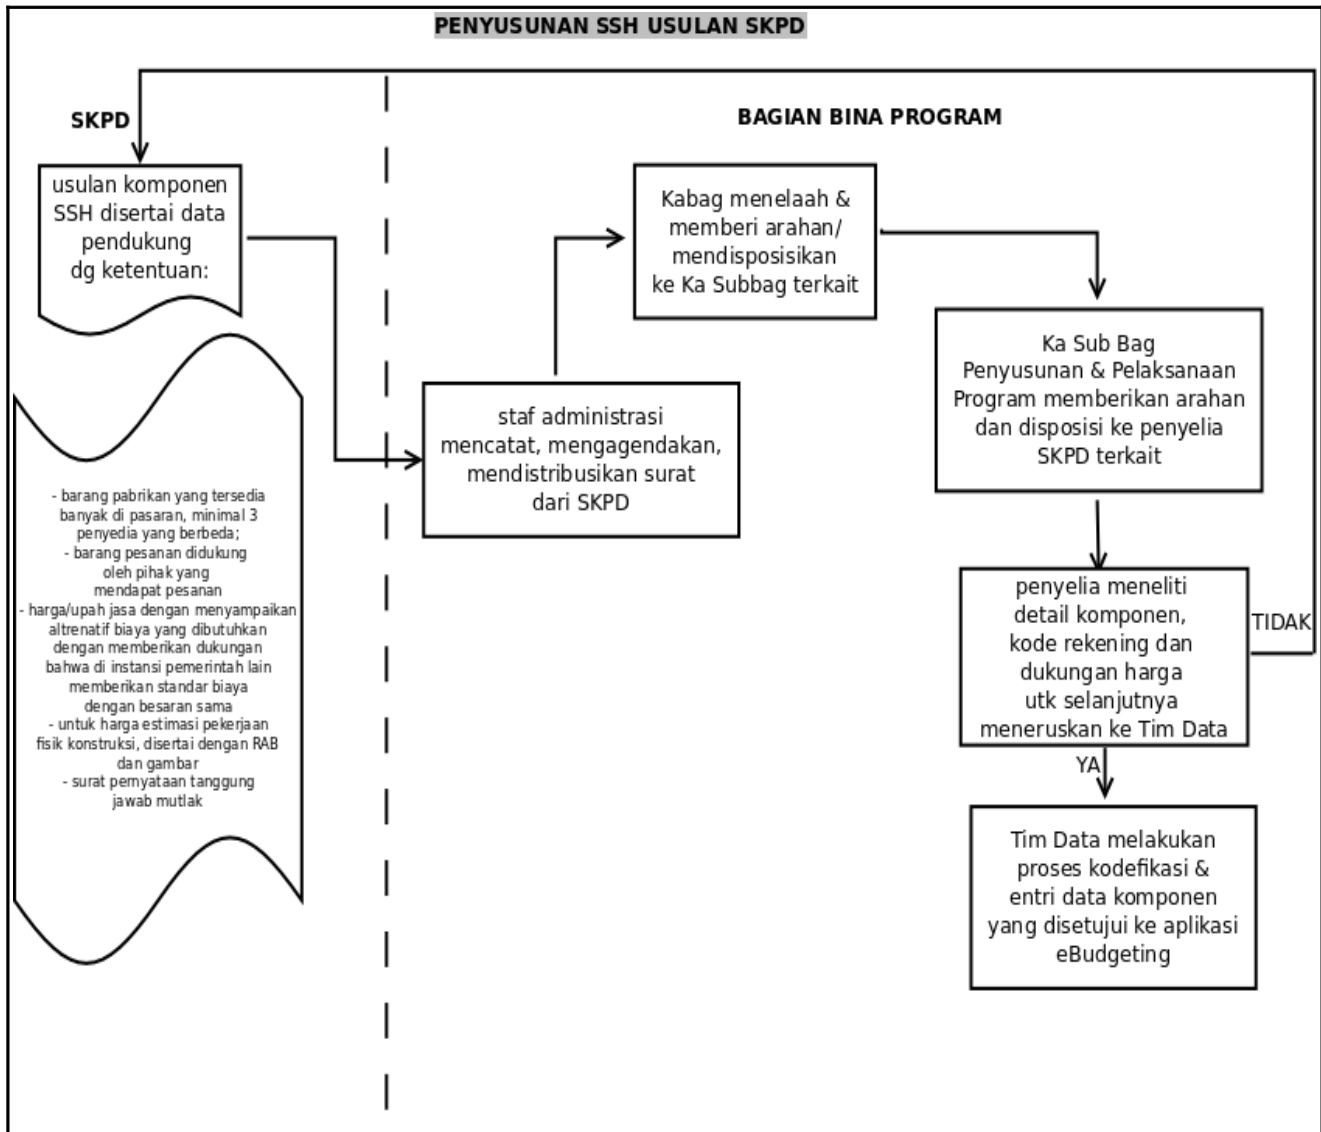 PENYUSUNAN SSH USULAN SKPD
SKPD
BAGIAN BINA PROGRAM
usulan komponen
SSH disertai data
pendukung
dg ketentuan:
- barang pabrikan yang tersedia
banyak di pasaran, minimal 3
penyedia yang berbeda;
- barang pesanan didukung
oleh pihak yang
mendapat pesanan
- harga/upah jasa dengan menyampaikan
altrenatif biaya yang dibutuhkan
dengan memberikan dukungan
bahwa di instansi pemerintah lain
memberikan standar biaya
dengan besaran sama
- untuk harga estimasi pekerjaan
fisik konstruksi, disertai dengan RAB
dan gambar
- surat pernyataan tanggung
jawab mutlak
staf administrasi
mencatat, mengagendakan,
mendistribusikan surat
dari SKPD
Kabag menelaah &
memberi arahan/
mendisposisikan
ke Ka Subbag terkait
Ka Sub Bag
Penyusunan & Pelaksanaan
Program memberikan arahan
dan disposisi ke penyelia
SKPD terkait
penyelia meneliti
detail komponen,
kode rekening dan
dukungan harga
utk selanjutnya
meneruskan ke Tim Data
TIDAK
YA
Tim Data melakukan
proses kodefikasi &
entri data komponen
yang disetujui ke aplikasi
eBudgeting